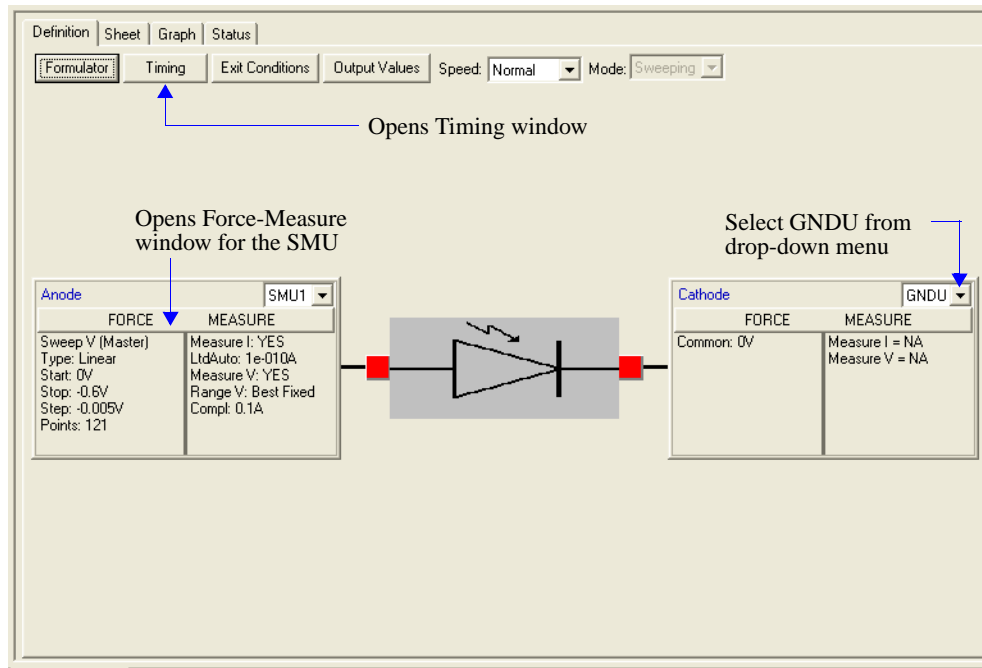 Definition Sheet Graph Status
Formulator Timing Exit Conditions Output Values Speed: Normal Mode: Sweeping
Opens Timing window
Opens Force-Measure
window for the SMU
Select GNDU from
drop-down menu
Anode SMU1
FORCE MEASURE
Sweep V (Master)
Type: Linear
Start: 0V
Stop: -0.6V
Step: -0.005V
Points: 121
Measure I: YES
LtdAuto: 1e-010A
Measure V: YES
Range V: Best Fixed
Compl: 0.1A
Cathode GNDU
FORCE MEASURE
Common: 0V
Measure I = NA
Measure V = NA